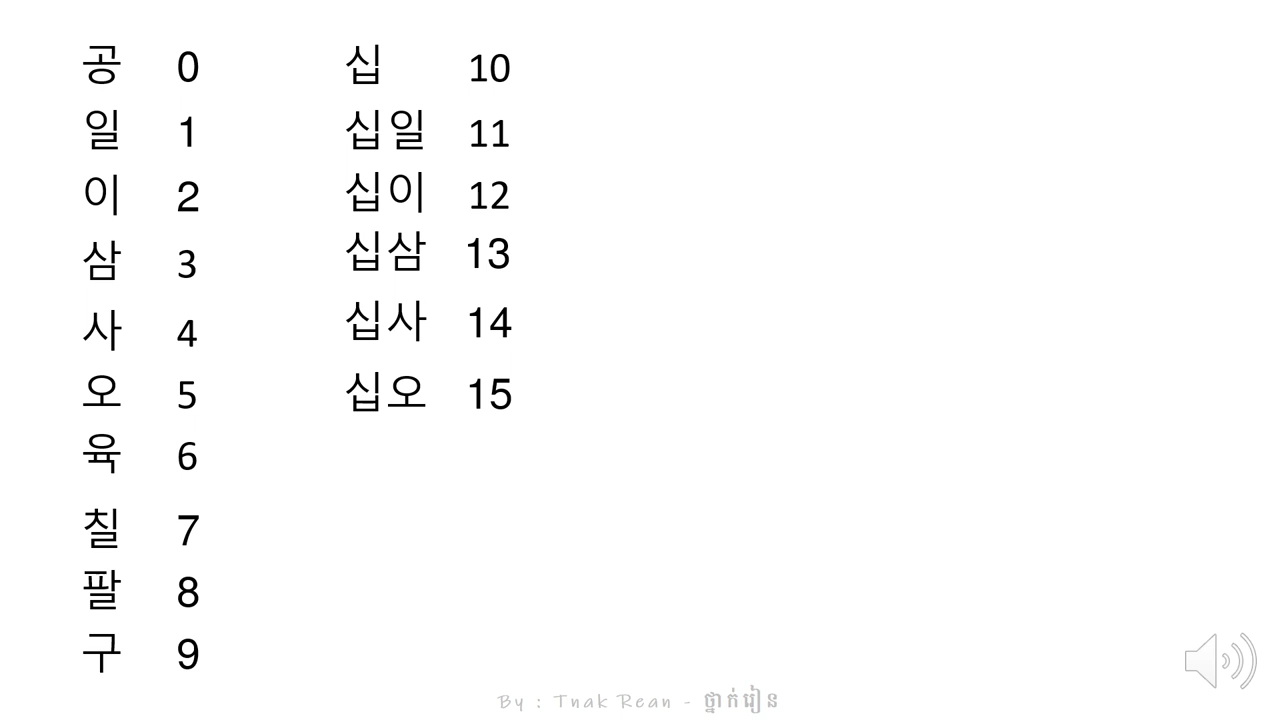 공 0
일 1
이 2
삼 3
사 4
오 5
육 6
칠 7
팔 8
구 9
십 10
십일 11
십이 12
십삼 13
십사 14
십오 15
By : Tnak Rean - ថ្នាក់រៀន